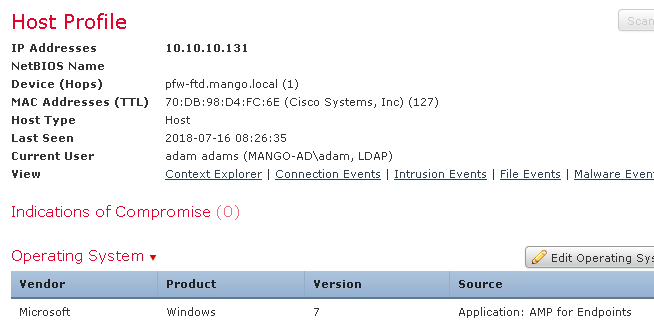 Host Profile
Scan
IP Addresses 10.10.10.131
NetBIOS Name
Device (Hops) pfw-ftd.mango.local (1)
MAC Addresses (TTL) 70:DB:98:D4:FC:6E (Cisco Systems, Inc) (127)
Host Type Host
Last Seen 2018-07-16 08:26:35
Current User adam adams (MANGO-AD\adam, LDAP)
View Context Explorer | Connection Events | Intrusion Events | File Events | Malware Even
Indications of Compromise (0)
Operating System ▾ Edit Operating Sys
Vendor Product Version Source
Microsoft Windows 7 Application: AMP for Endpoints